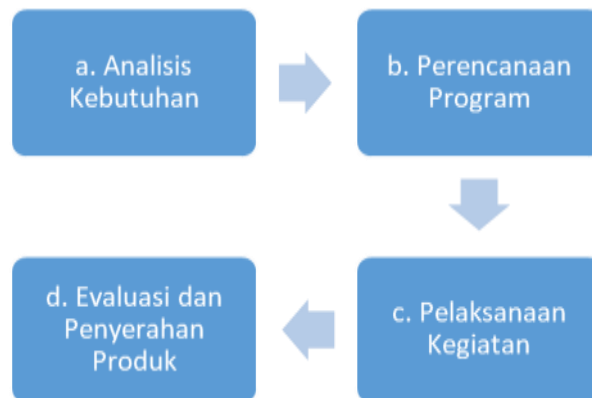 a. Analisis
Kebutuhan
b. Perencanaan
Program
c. Pelaksanaan
Kegiatan
d. Evaluasi dan
Penyerahan
Produk